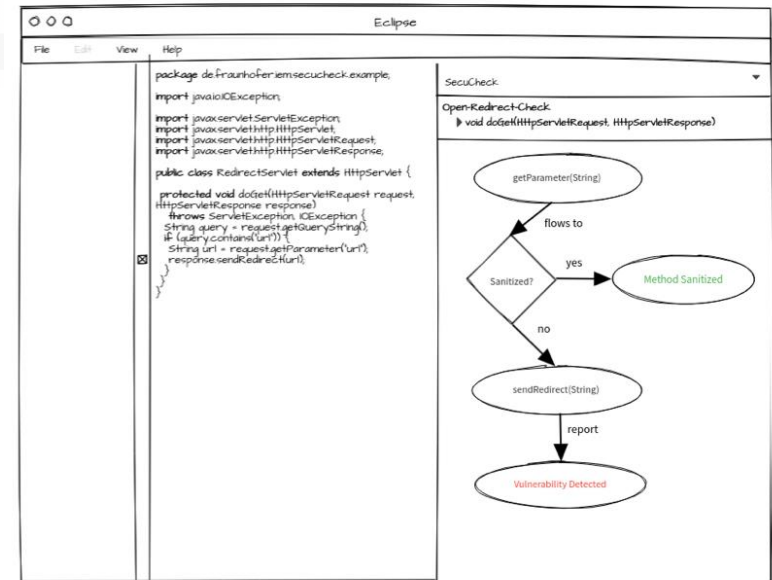 Eclipse
File Edit View Help
package de.fraunhofer.iem.secucheck.example;
import java.io.IOException;
import javax.servlet.ServletException;
import javax.servlet.http.HttpServlet;
import javax.servlet.http.HttpServletRequest;
import javax.servlet.http.HttpServletResponse;
public class RedirectServlet extends HttpServlet {
protected void doGet(HttpServletRequest request,
HttpServletResponse response)
throws ServletException, IOException {
String query = request.getQueryString();
if (query.contains("url")) {
String url = request.getParameter("url");
response.sendRedirect(url);
}
}
}
SecuCheck
Open-Redirect-Check
void doGet(HttpServletRequest, HttpServletResponse)
getParameter(String)
flows to
Sanitized?
yes
Method Sanitized
no
sendRedirect(String)
report
Vulnerability Detected